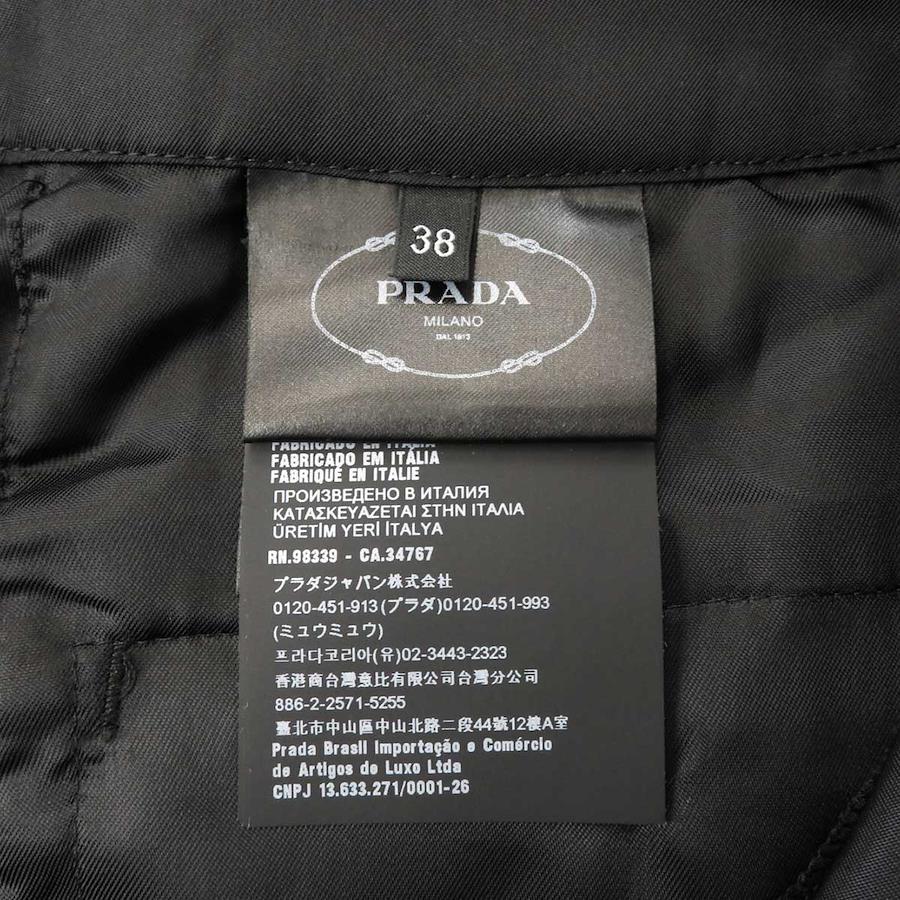 38
PRADA
MILANO
DAL 1913
FABRICADO EN ITALIA
FABRICADO EM ITÁLIA
FABRIQUÉ EN ITALIE
ПРОИЗВЕДЕНО В ИТАЛИЯ
ΚΑΤΑΣΚΕΥΑΖΕΤΑΙ ΣΤΗΝ ΙΤΑΛΙΑ
ÜRETİM YERİ İTALYA
RN.98339 - CA.34767
プラダジャパン株式会社
0120-451-913(プラダ)0120-451-993
(ミュウミュウ)
프라다코리아(유)02-3443-2323
香港商台灣意比有限公司台灣分公司
886-2-2571-5255
臺北市中山區中山北路二段44號12樓A室
Prada Brasil Importação e Comércio
de Artigos de Luxo Ltda
CNPJ 13.633.271/0001-26